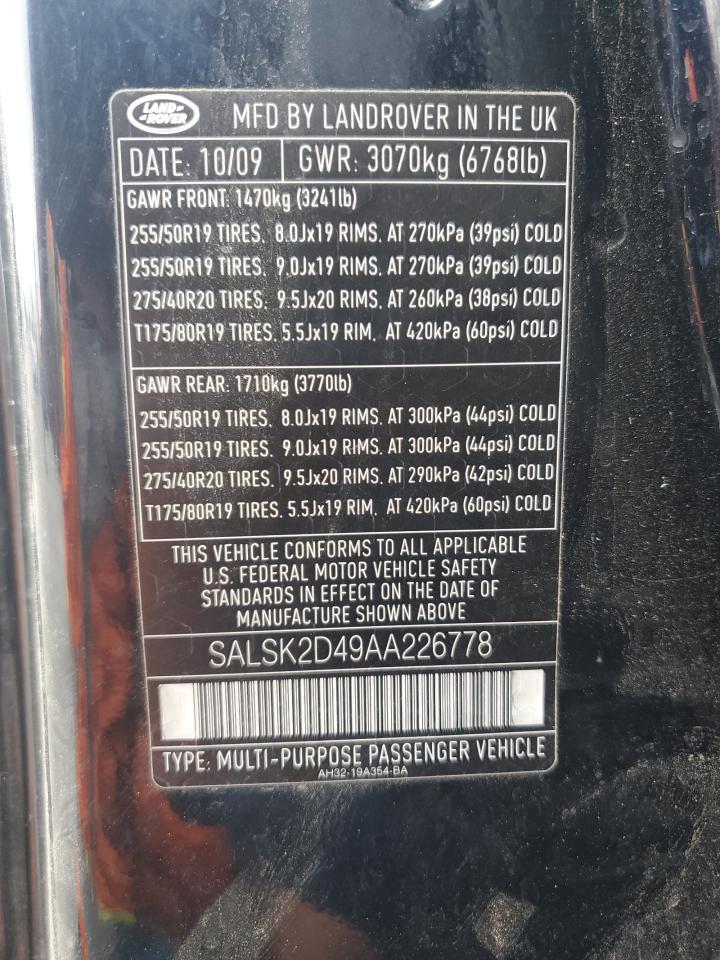 LAND-
-ROVER
MFD BY LANDROVER IN THE UK
DATE: 10/09 GWR: 3070kg (6768lb)
GAWR FRONT: 1470kg (3241lb)
255/50R19 TIRES, 8.0Jx19 RIMS, AT 270kPa (39psi) COLD
255/50R19 TIRES, 9.0Jx19 RIMS, AT 270kPa (39psi) COLD
275/40R20 TIRES, 9.5Jx20 RIMS, AT 260kPa (38psi) COLD
T175/80R19 TIRES, 5.5Jx19 RIM, AT 420kPa (60psi) COLD
GAWR REAR: 1710kg (3770lb)
255/50R19 TIRES, 8.0Jx19 RIMS, AT 300kPa (44psi) COLD
255/50R19 TIRES, 9.0Jx19 RIMS, AT 300kPa (44psi) COLD
275/40R20 TIRES, 9.5Jx20 RIMS, AT 290kPa (42psi) COLD
T175/80R19 TIRES, 5.5Jx19 RIM, AT 420kPa (60psi) COLD
THIS VEHICLE CONFORMS TO ALL APPLICABLE
U.S. FEDERAL MOTOR VEHICLE SAFETY
STANDARDS IN EFFECT ON THE DATE OF
MANUFACTURE SHOWN ABOVE
SALSK2D49AA226778
TYPE: MULTI-PURPOSE PASSENGER VEHICLE
AH32-19A354-BA